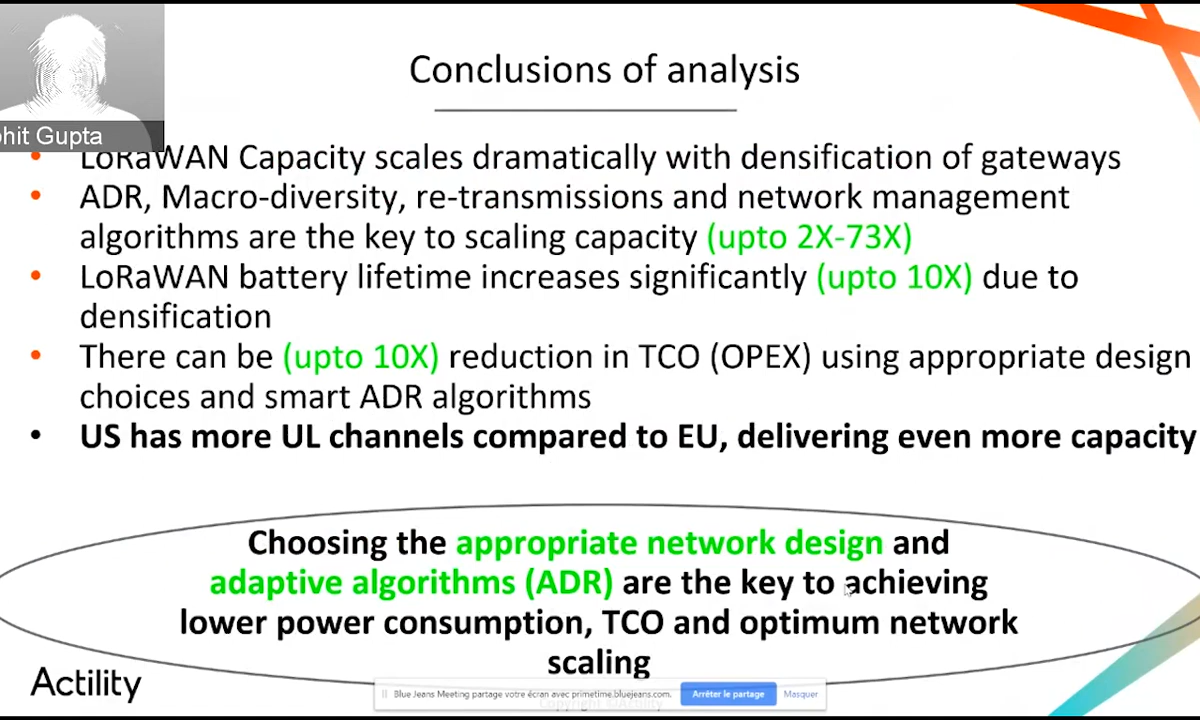 Conclusions of analysis
hit Gupta
• LoRaWAN Capacity scales dramatically with densification of gateways
• ADR, Macro-diversity, re-transmissions and network management
algorithms are the key to scaling capacity (upto 2X-73X)
• LoRaWAN battery lifetime increases significantly (upto 10X) due to
densification
• There can be (upto 10X) reduction in TCO (OPEX) using appropriate design
choices and smart ADR algorithms
• US has more UL channels compared to EU, delivering even more capacity
Choosing the appropriate network design and
adaptive algorithms (ADR) are the key to achieving
lower power consumption, TCO and optimum network
scaling
Actility
Blue Jeans Meeting partage votre écran avec primetime.bluejeans.com. Arrêter le partage Masquer
Copyright ©Actility